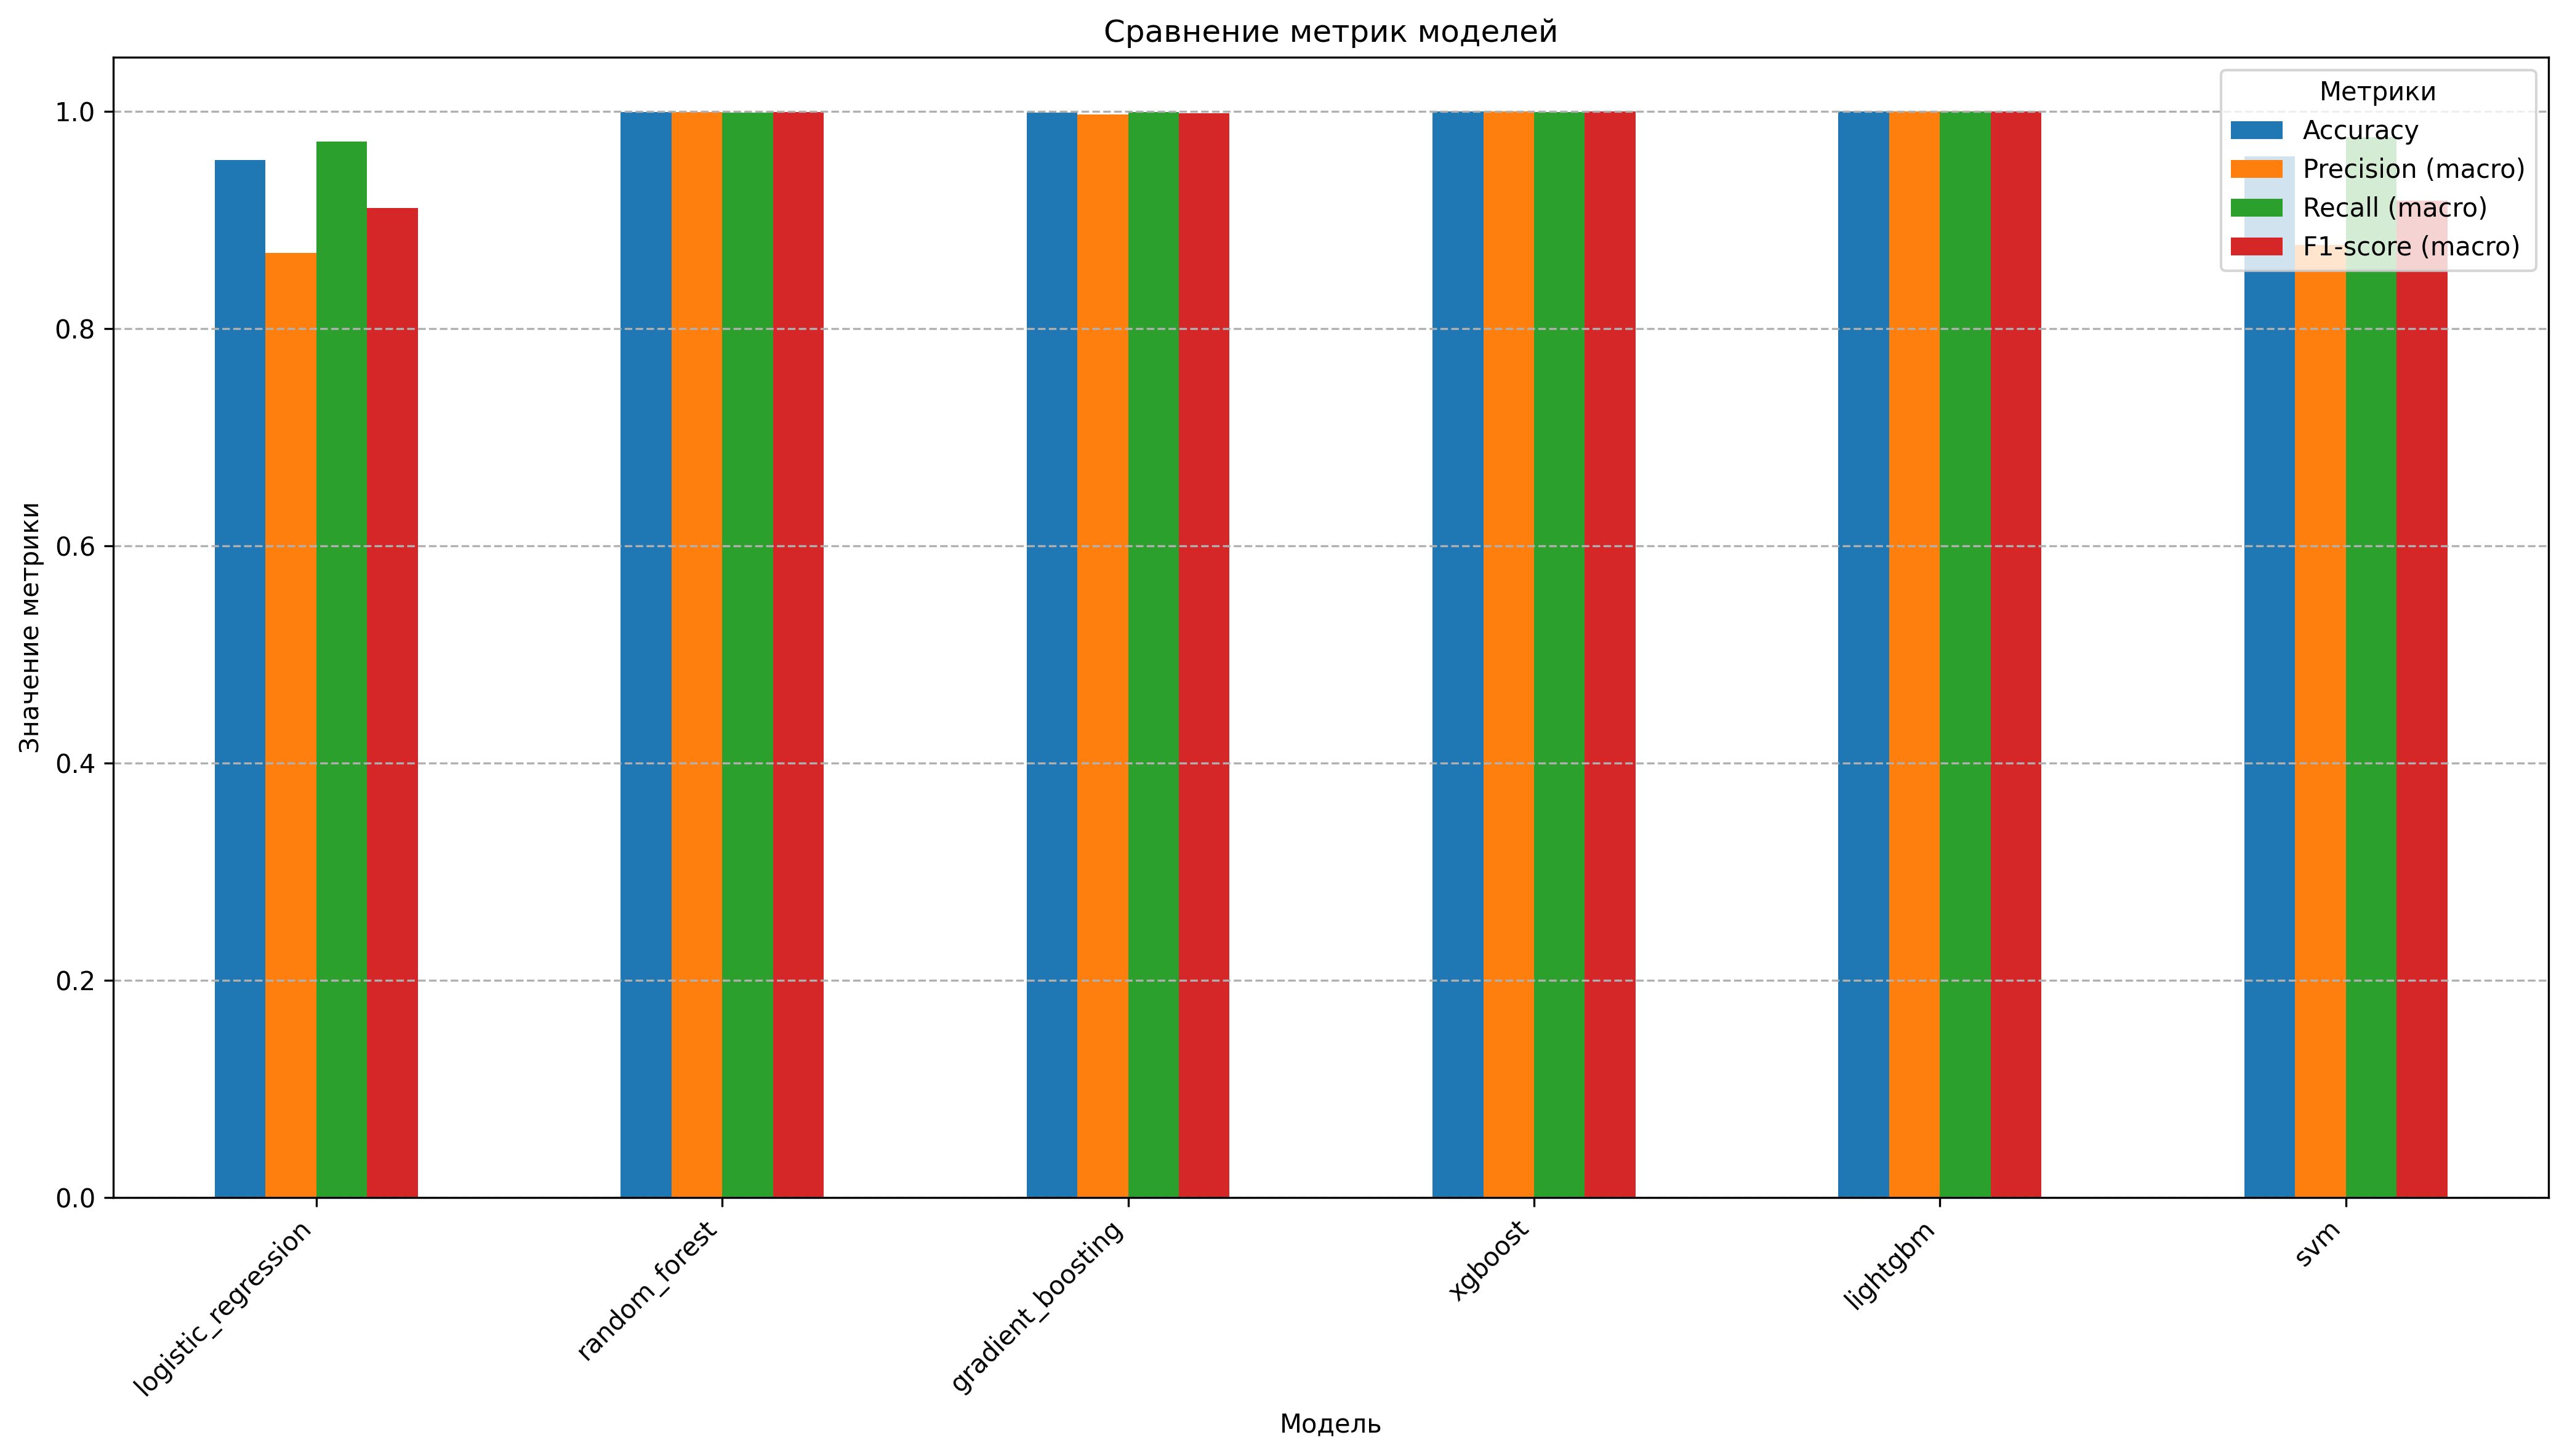 Сравнение метрик моделей
Метрики
Accuracy
Precision (macro)
Recall (macro)
F1-score (macro)
Значение метрики
1.0
0.8
0.6
0.4
0.2
0.0
logistic_regression
random_forest
gradient_boosting
xgboost
lightgbm
svm
Модель